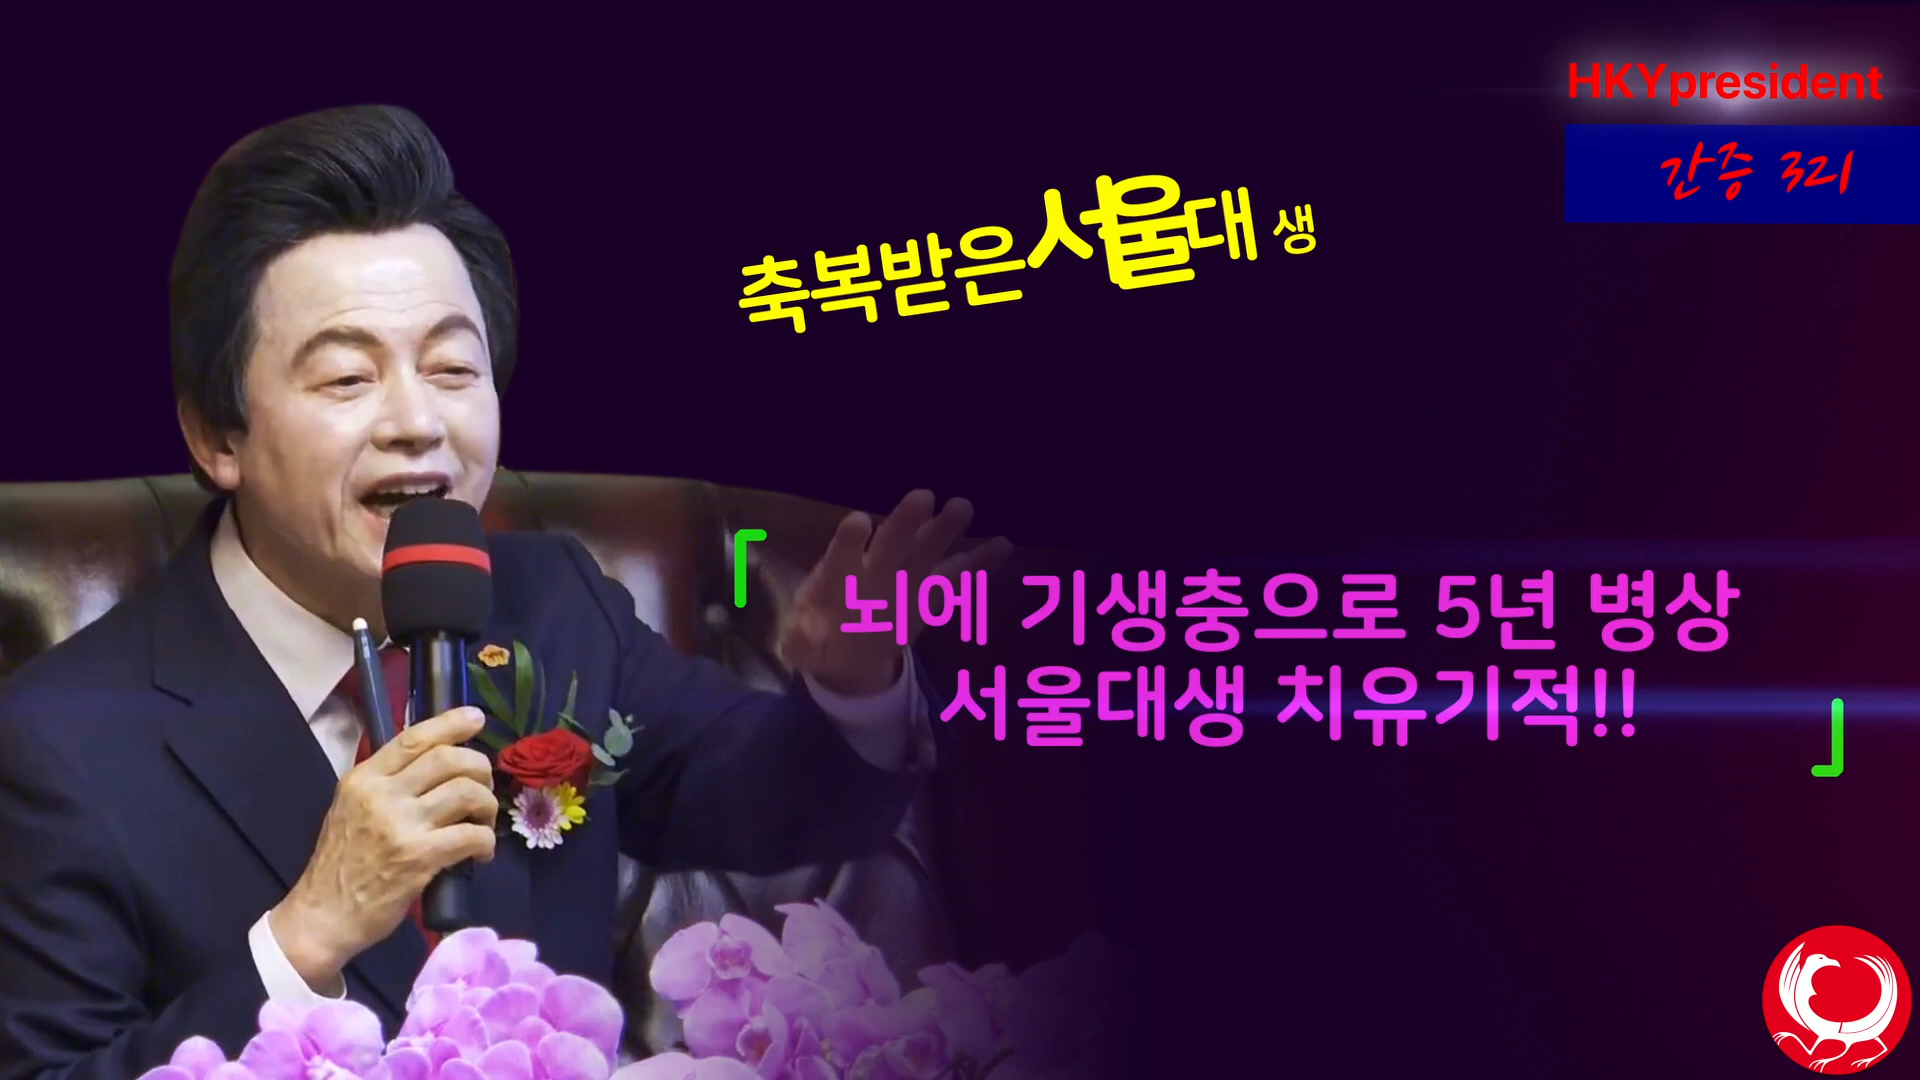 HKYpresident
간증 321
축복받은서울대 생
「뇌에 기생충으로 5년 병상
서울대생 치유기적!!」